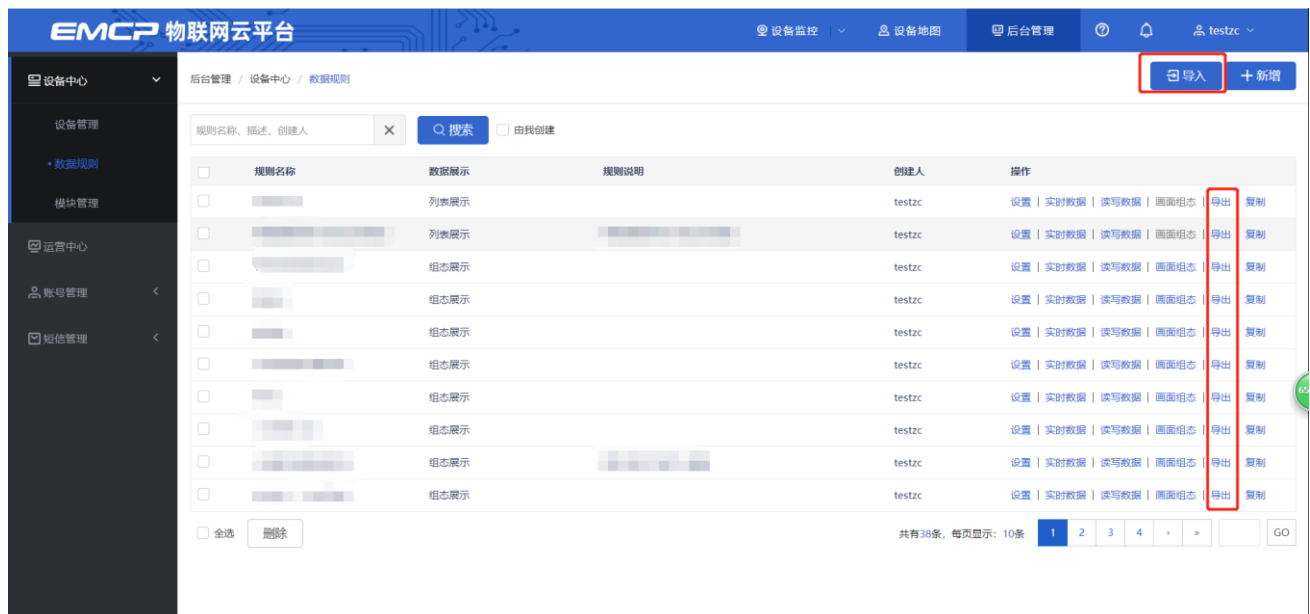 EMCP 物联网云平台 设备监控 设备地图 后台管理 testzc
设备中心 后台管理 / 设备中心 / 数据规则 导入 +新增
设备管理 规则名称、描述、创建人 搜索 由我创建
数据规则 规则名称 数据展示 规则说明 创建人 操作
模块管理 列表展示 testzc 设置 | 实时数据 | 读写数据 | 画面组态 | 导出 复制
运营中心 列表展示 testzc 设置 | 实时数据 | 读写数据 | 画面组态 | 导出 复制
组态展示 testzc 设置 | 实时数据 | 读写数据 | 画面组态 | 导出 复制
账号管理 组态展示 testzc 设置 | 实时数据 | 读写数据 | 画面组态 | 导出 复制
短信管理 组态展示 testzc 设置 | 实时数据 | 读写数据 | 画面组态 | 导出 复制
组态展示 testzc 设置 | 实时数据 | 读写数据 | 画面组态 | 导出 复制
组态展示 testzc 设置 | 实时数据 | 读写数据 | 画面组态 | 导出 复制
组态展示 testzc 设置 | 实时数据 | 读写数据 | 画面组态 | 导出 复制
组态展示 testzc 设置 | 实时数据 | 读写数据 | 画面组态 | 导出 复制
组态展示 testzc 设置 | 实时数据 | 读写数据 | 画面组态 | 导出 复制
全选 删除 共有38条，每页显示：10条 1 2 3 4 › » GO